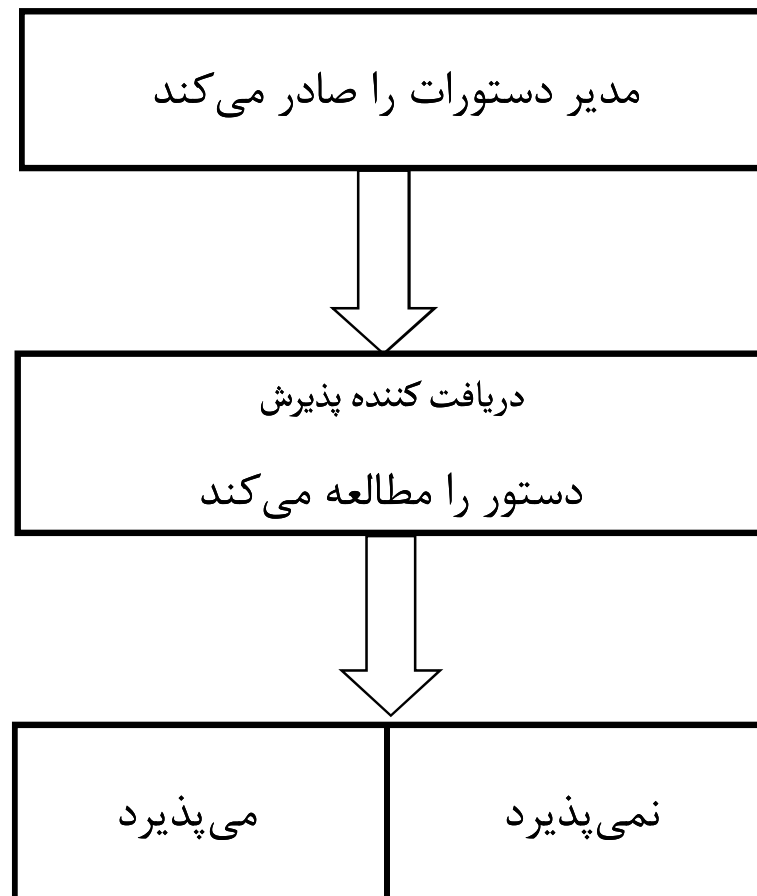 مدیر دستورات را صادر می‌کند
دریافت کننده پذیرش
دستور را مطالعه می‌کند
نمی‌پذیرد
می‌پذیرد